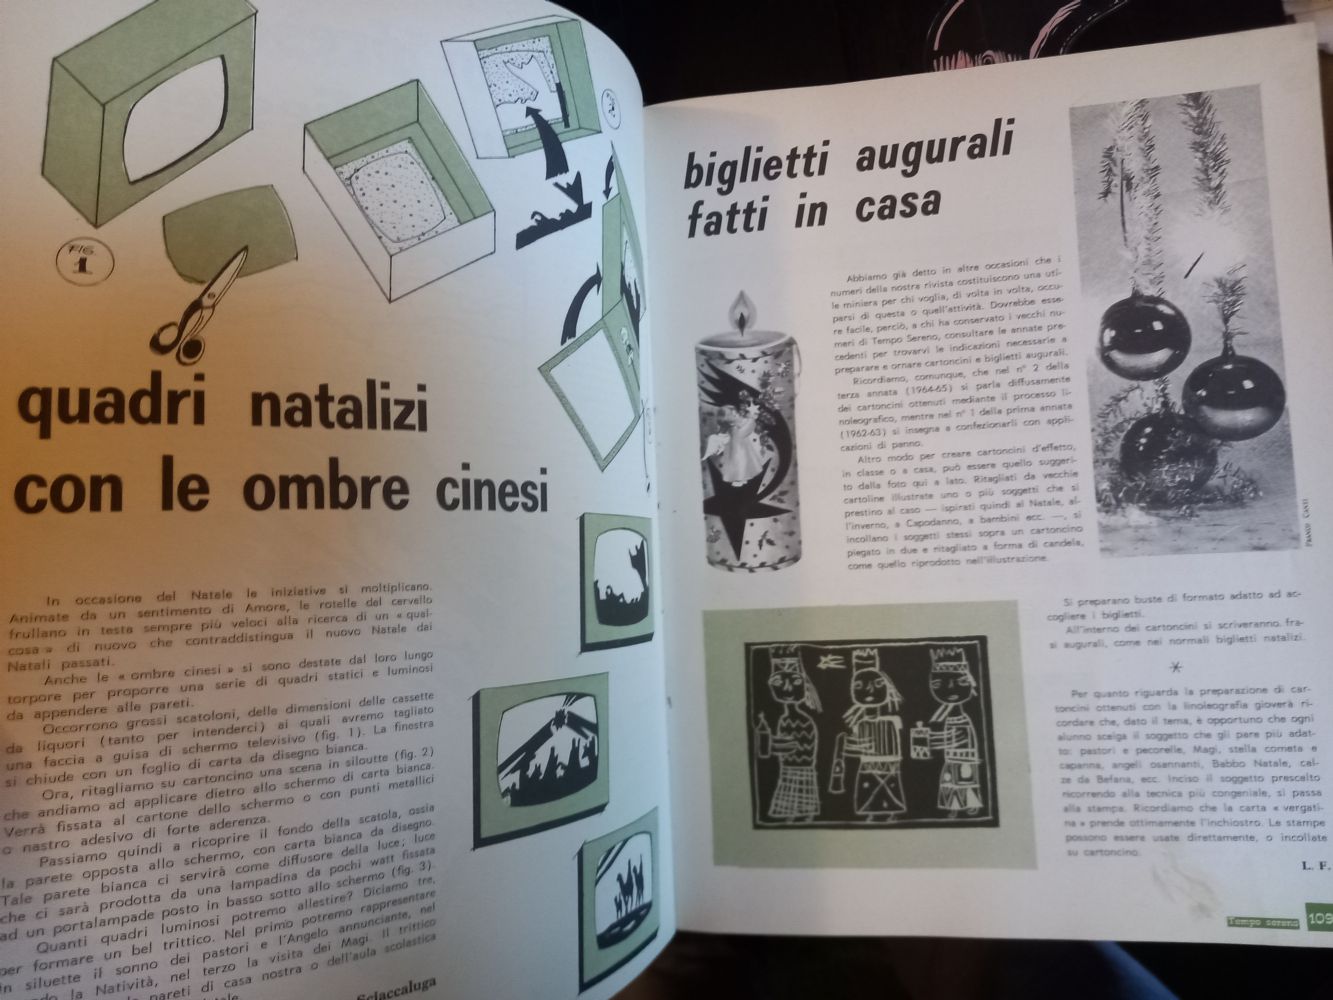 FIG. 1
quadri natalizi
con le ombre cinesi
In occasione del Natale le iniziative si moltiplicano.
Animate da un sentimento di Amore, le rotelle del cervello
frullano in testa sempre più veloci alla ricerca di un « qual-
cosa » di nuovo che contraddistingua il nuovo Natale dai
Natali passati.
Anche le « ombre cinesi » si sono destate dal loro lungo
torpore per proporre una serie di quadri statici e luminosi
da appendere alle pareti.
Occorrono grossi scatoloni, delle dimensioni delle cassette
da liquori (tanto per intenderci) ai quali avremo tagliato
una faccia a guisa di schermo televisivo (fig. 1). La finestra
si chiude con un foglio di carta da disegno bianca.
Ora, ritagliamo su cartoncino una scena in siloutte (fig. 2)
che andiamo ad applicare dietro allo schermo di carta bianca.
Verrà fissata al cartone dello schermo o con punti metallici
o nastro adesivo di forte aderenza.
Passiamo quindi a ricoprire il fondo della scatola, ossia
la parete opposta allo schermo, con carta bianca da disegno.
Tale parete bianca ci servirà come diffusore della luce; luce
che ci sarà prodotta da una lampadina da pochi watt fissata
ad un portalampade posto in basso sotto allo schermo (fig. 3).
Quanti quadri luminosi potremo allestire? Diciamo tre,
per formare un bel trittico. Nel primo potremo rappresentare
in siluette il sonno dei pastori e l'Angelo annunciante, nel
la Natività, nel terzo la visita dei Magi. Il trittico
pareti di casa nostra o dell'aula scolastica
Sciaccaluga
biglietti augurali
fatti in casa
Abbiamo già detto in altre occasioni che i
numeri della nostra rivista costituiscono una uti-
le miniera per chi voglia, di volta in volta, occu-
parsi di questa o quell'attività. Dovrebbe esse-
re facile, perciò, a chi ha conservato i vecchi nu-
meri di Tempo Sereno, consultare le annate pre-
cedenti per trovarvi le indicazioni necessarie a
preparare e ornare cartoncini e biglietti augurali.
Ricordiamo, comunque, che nel n° 2 della
terza annata (1964-65) si parla diffusamente
dei cartoncini ottenuti mediante il processo li-
noleografico, mentre nel n° 1 della prima annata
(1962-63) si insegna a confezionarli con appli-
cazioni di panno.
Altro modo per creare cartoncini d'effetto,
in classe o a casa, può essere quello suggeri-
to dalla foto qui a lato. Ritagliati da vecchie
cartoline illustrate uno o più soggetti che si
prestino al caso — ispirati quindi al Natale, al-
l'inverno, a Capodanno, a bambini ecc. —, si
incollano i soggetti stessi sopra un cartoncino
piegato in due e ritagliato a forma di candela,
come quello riprodotto nell'illustrazione.
Si preparano buste di formato adatto ad ac-
cogliere i biglietti.
All'interno dei cartoncini si scriveranno fra-
si augurali, come nei normali biglietti natalizi.
*
Per quanto riguarda la preparazione di car-
toncini ottenuti con la linoleografia gioverà ri-
cordare che, dato il tema, è opportuno che ogni
alunno scelga il soggetto che gli pare più adat-
to: pastori e pecorelle, Magi, stella cometa e
capanna, angeli osannanti, Babbo Natale, cal-
ze da Befana, ecc. Inciso il soggetto prescelto
ricorrendo alla tecnica più congeniale, si passa
alla stampa. Ricordiamo che la carta « vergati-
na » prende ottimamente l'inchiostro. Le stampe
possono essere usate direttamente, o incollate
su cartoncino.
L. F.
Tempo sereno 109